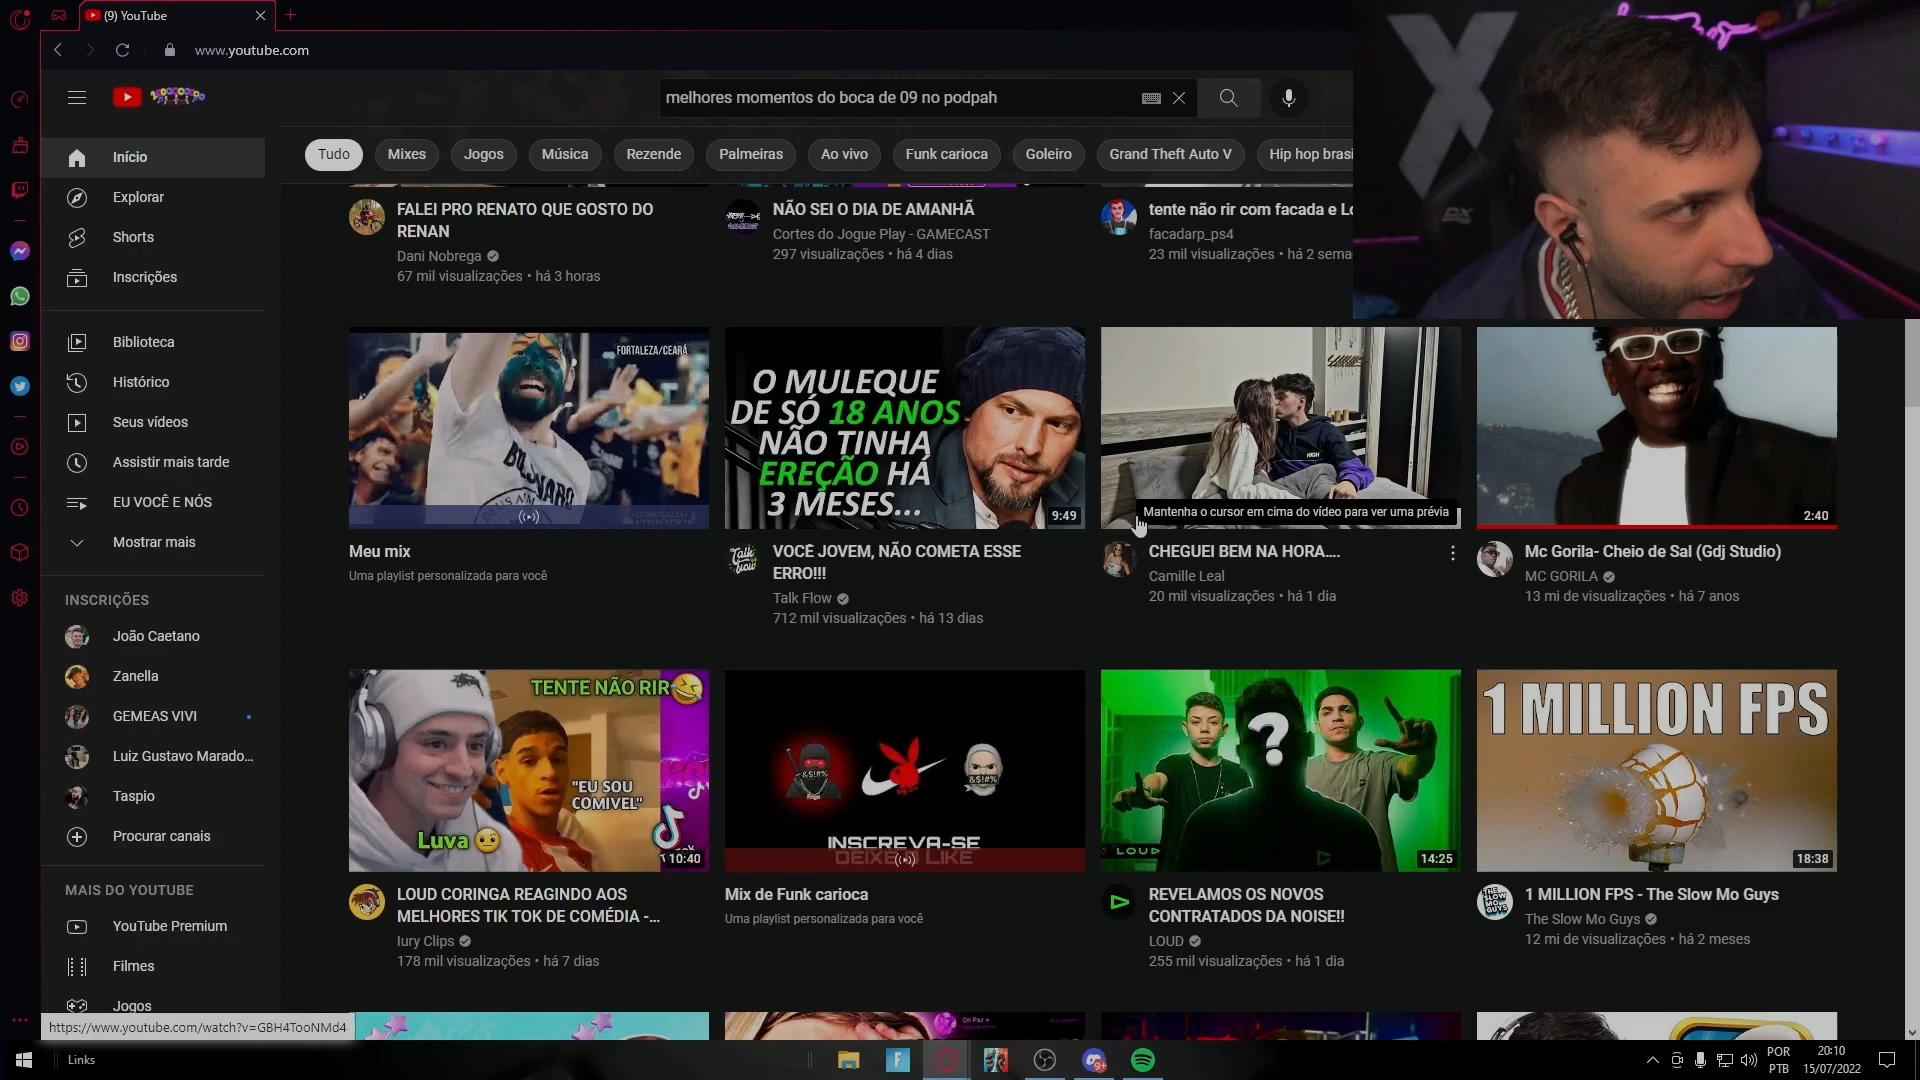 (9) YouTube
www.youtube.com
melhores momentos do boca de 09 no podpah
Tudo
Mixes
Jogos
Música
Rezende
Palmeiras
Ao vivo
Funk carioca
Goleiro
Grand Theft Auto V
Hip hop brasi
Início
Explorar
Shorts
Inscrições
Biblioteca
Histórico
Seus vídeos
Assistir mais tarde
EU VOCÊ E NÓS
Mostrar mais
INSCRIÇÕES
João Caetano
Zanella
GEMEAS VIVI
Luiz Gustavo Marado...
Taspio
Procurar canais
MAIS DO YOUTUBE
YouTube Premium
Filmes
Jogos
https://www.youtube.com/watch?v=GBH4TooNMd4
FALEI PRO RENATO QUE GOSTO DO
RENAN
Dani Nobrega
67 mil visualizações • há 3 horas
NÃO SEI O DIA DE AMANHÃ
Cortes do Jogue Play - GAMECAST
297 visualizações • há 4 dias
tente não rir com facada e Lo
facadarp_ps4
23 mil visualizações • há 2 sema
X
DX
FORTALEZA/CEARÁ
Meu mix
Uma playlist personalizada para você
O MULEQUE
DE SÓ 18 ANOS
NÃO TINHA
EREÇÃO HÁ
3 MESES...
9:49
Talk flow
VOCÊ JOVEM, NÃO COMETA ESSE
ERRO!!!
Talk Flow
712 mil visualizações • há 13 dias
HIGH
Mantenha o cursor em cima do vídeo para ver uma prévia
CHEGUEI BEM NA HORA....
Camille Leal
20 mil visualizações • há 1 dia
2:40
Mc Gorila- Cheio de Sal (Gdj Studio)
MC GORILA
13 mi de visualizações • há 7 anos
TENTE NÃO RIR
"EU SOU
COMIVEL"
Luva
10:40
LOUD CORINGA REAGINDO AOS
MELHORES TIK TOK DE COMÉDIA -...
Iury Clips
178 mil visualizações • há 7 dias
&$!#%
&$!#%
INSCREVA-SE
DEIXE O LIKE
Mix de Funk carioca
Uma playlist personalizada para você
?
LOUD
14:25
REVELAMOS OS NOVOS
CONTRATADOS DA NOISE!!
LOUD
255 mil visualizações • há 1 dia
1 MILLION FPS
18:38
THE SLOW MO GUYS
1 MILLION FPS - The Slow Mo Guys
The Slow Mo Guys
12 mi de visualizações • há 2 meses
Links
9+
POR
PTB
20:10
15/07/2022